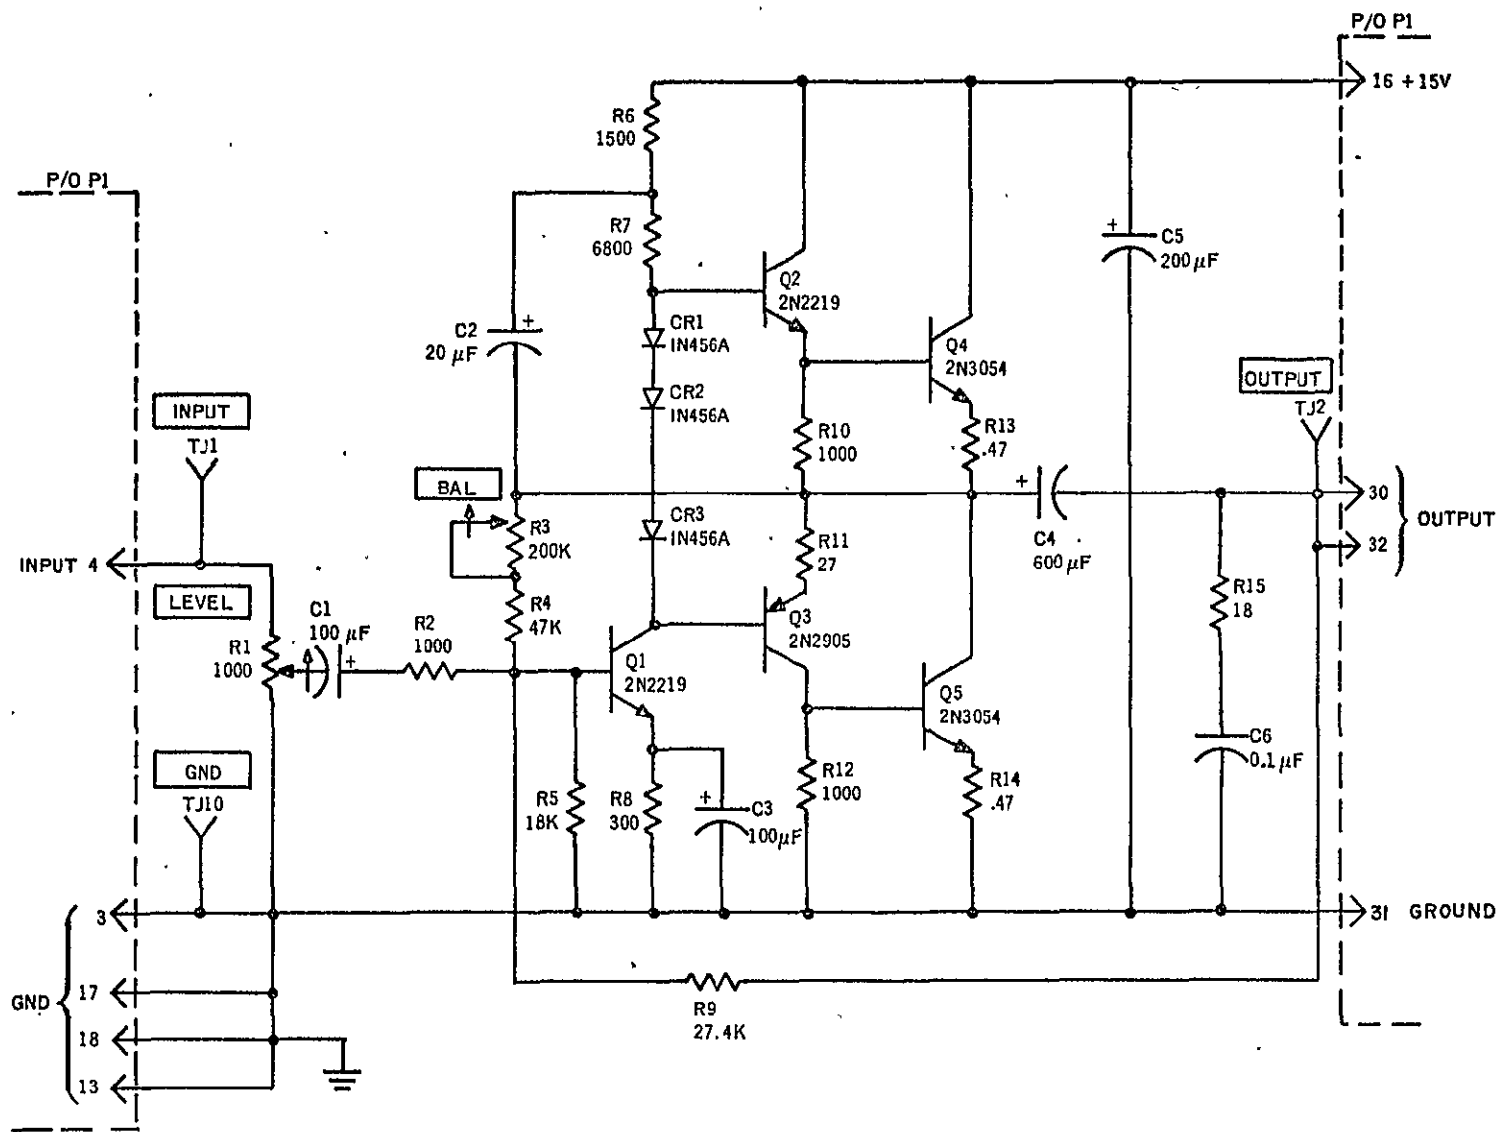 P/O P1
16 +15V
R6
1500
P/O P1
R7
6800
+
C5
200 μF
Q2
2N2219
CR1
IN456A
C2
20 μF
+
Q4
2N3054
CR2
IN456A
OUTPUT
TJ2
INPUT
TJ1
R10
1000
R13
.47
BAL
+
30
OUTPUT
CR3
IN456A
R3
200K
R11
27
C4
600 μF
32
INPUT 4
LEVEL
C1
100 μF
R4
47K
R15
18
R1
1000
+
R2
1000
Q3
2N2905
Q1
2N2219
Q5
2N3054
GND
TJ10
C6
0.1 μF
R5
18K
R8
300
+
C3
100 μF
R12
1000
R14
.47
3
31 GROUND
GND
17
18
13
R9
27.4K